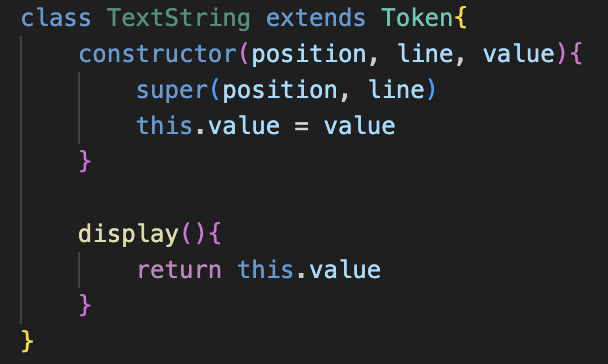 class TextString extends Token{
    constructor(position, line, value){
        super(position, line)
        this.value = value
    }

    display(){
        return this.value
    }
}